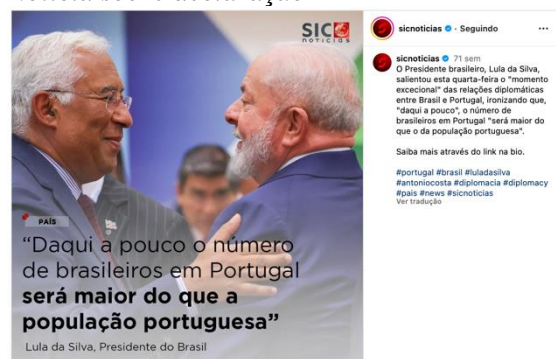 SIC
NOTÍCIAS
PAÍS
“Daqui a pouco o número
de brasileiros em Portugal
será maior do que a
população portuguesa”
Lula da Silva, Presidente do Brasil
sicnoticias • Seguindo
...
sicnoticias 71 sem
O Presidente brasileiro, Lula da Silva,
salientou esta quarta-feira o "momento
excecional" das relações diplomáticas
entre Brasil e Portugal, ironizando que,
"daqui a pouco", o número de
brasileiros em Portugal "será maior do
que o da população portuguesa".
Saiba mais através do link na bio.
#portugal #brasil #luladasilva
#antoniocosta #diplomacia #diplomacy
#pais #news #sicnoticias
Ver tradução